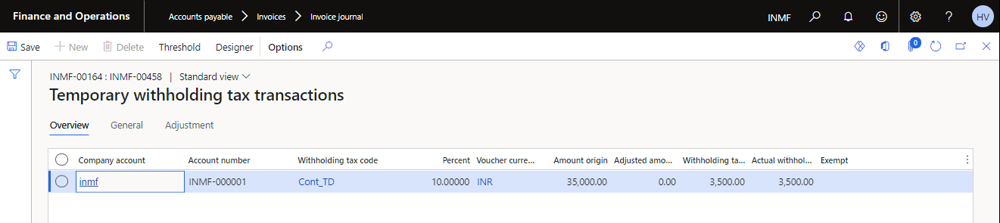 Finance and Operations Accounts payable Invoices Invoice journal INMF ? HV
Save New Delete Threshold Designer Options 0
INMF-00164 : INMF-00458 | Standard view
Temporary withholding tax transactions
Overview General Adjustment
Company account Account number Withholding tax code Percent Voucher curre... Amount origin Adjusted amo... Withholding ta... Actual withhol... Exempt
inmf INMF-000001 Cont_TD 10.00000 INR 35,000.00 0.00 3,500.00 3,500.00